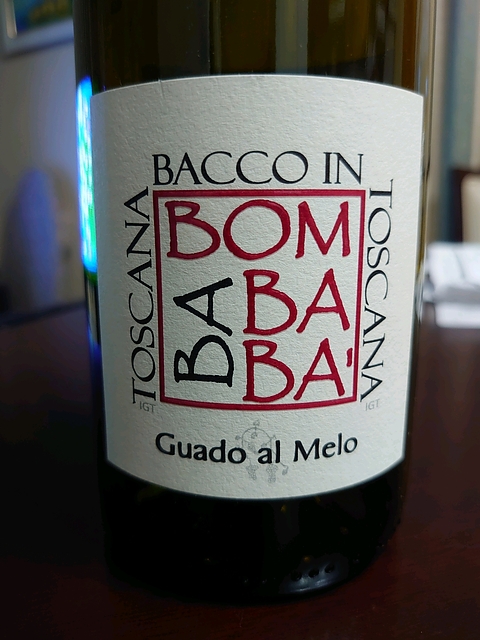 BACCO IN
TOSCANA
TOSCANA
BOM
BA
BA
BA'
IGT
IGT
Guado al Melo